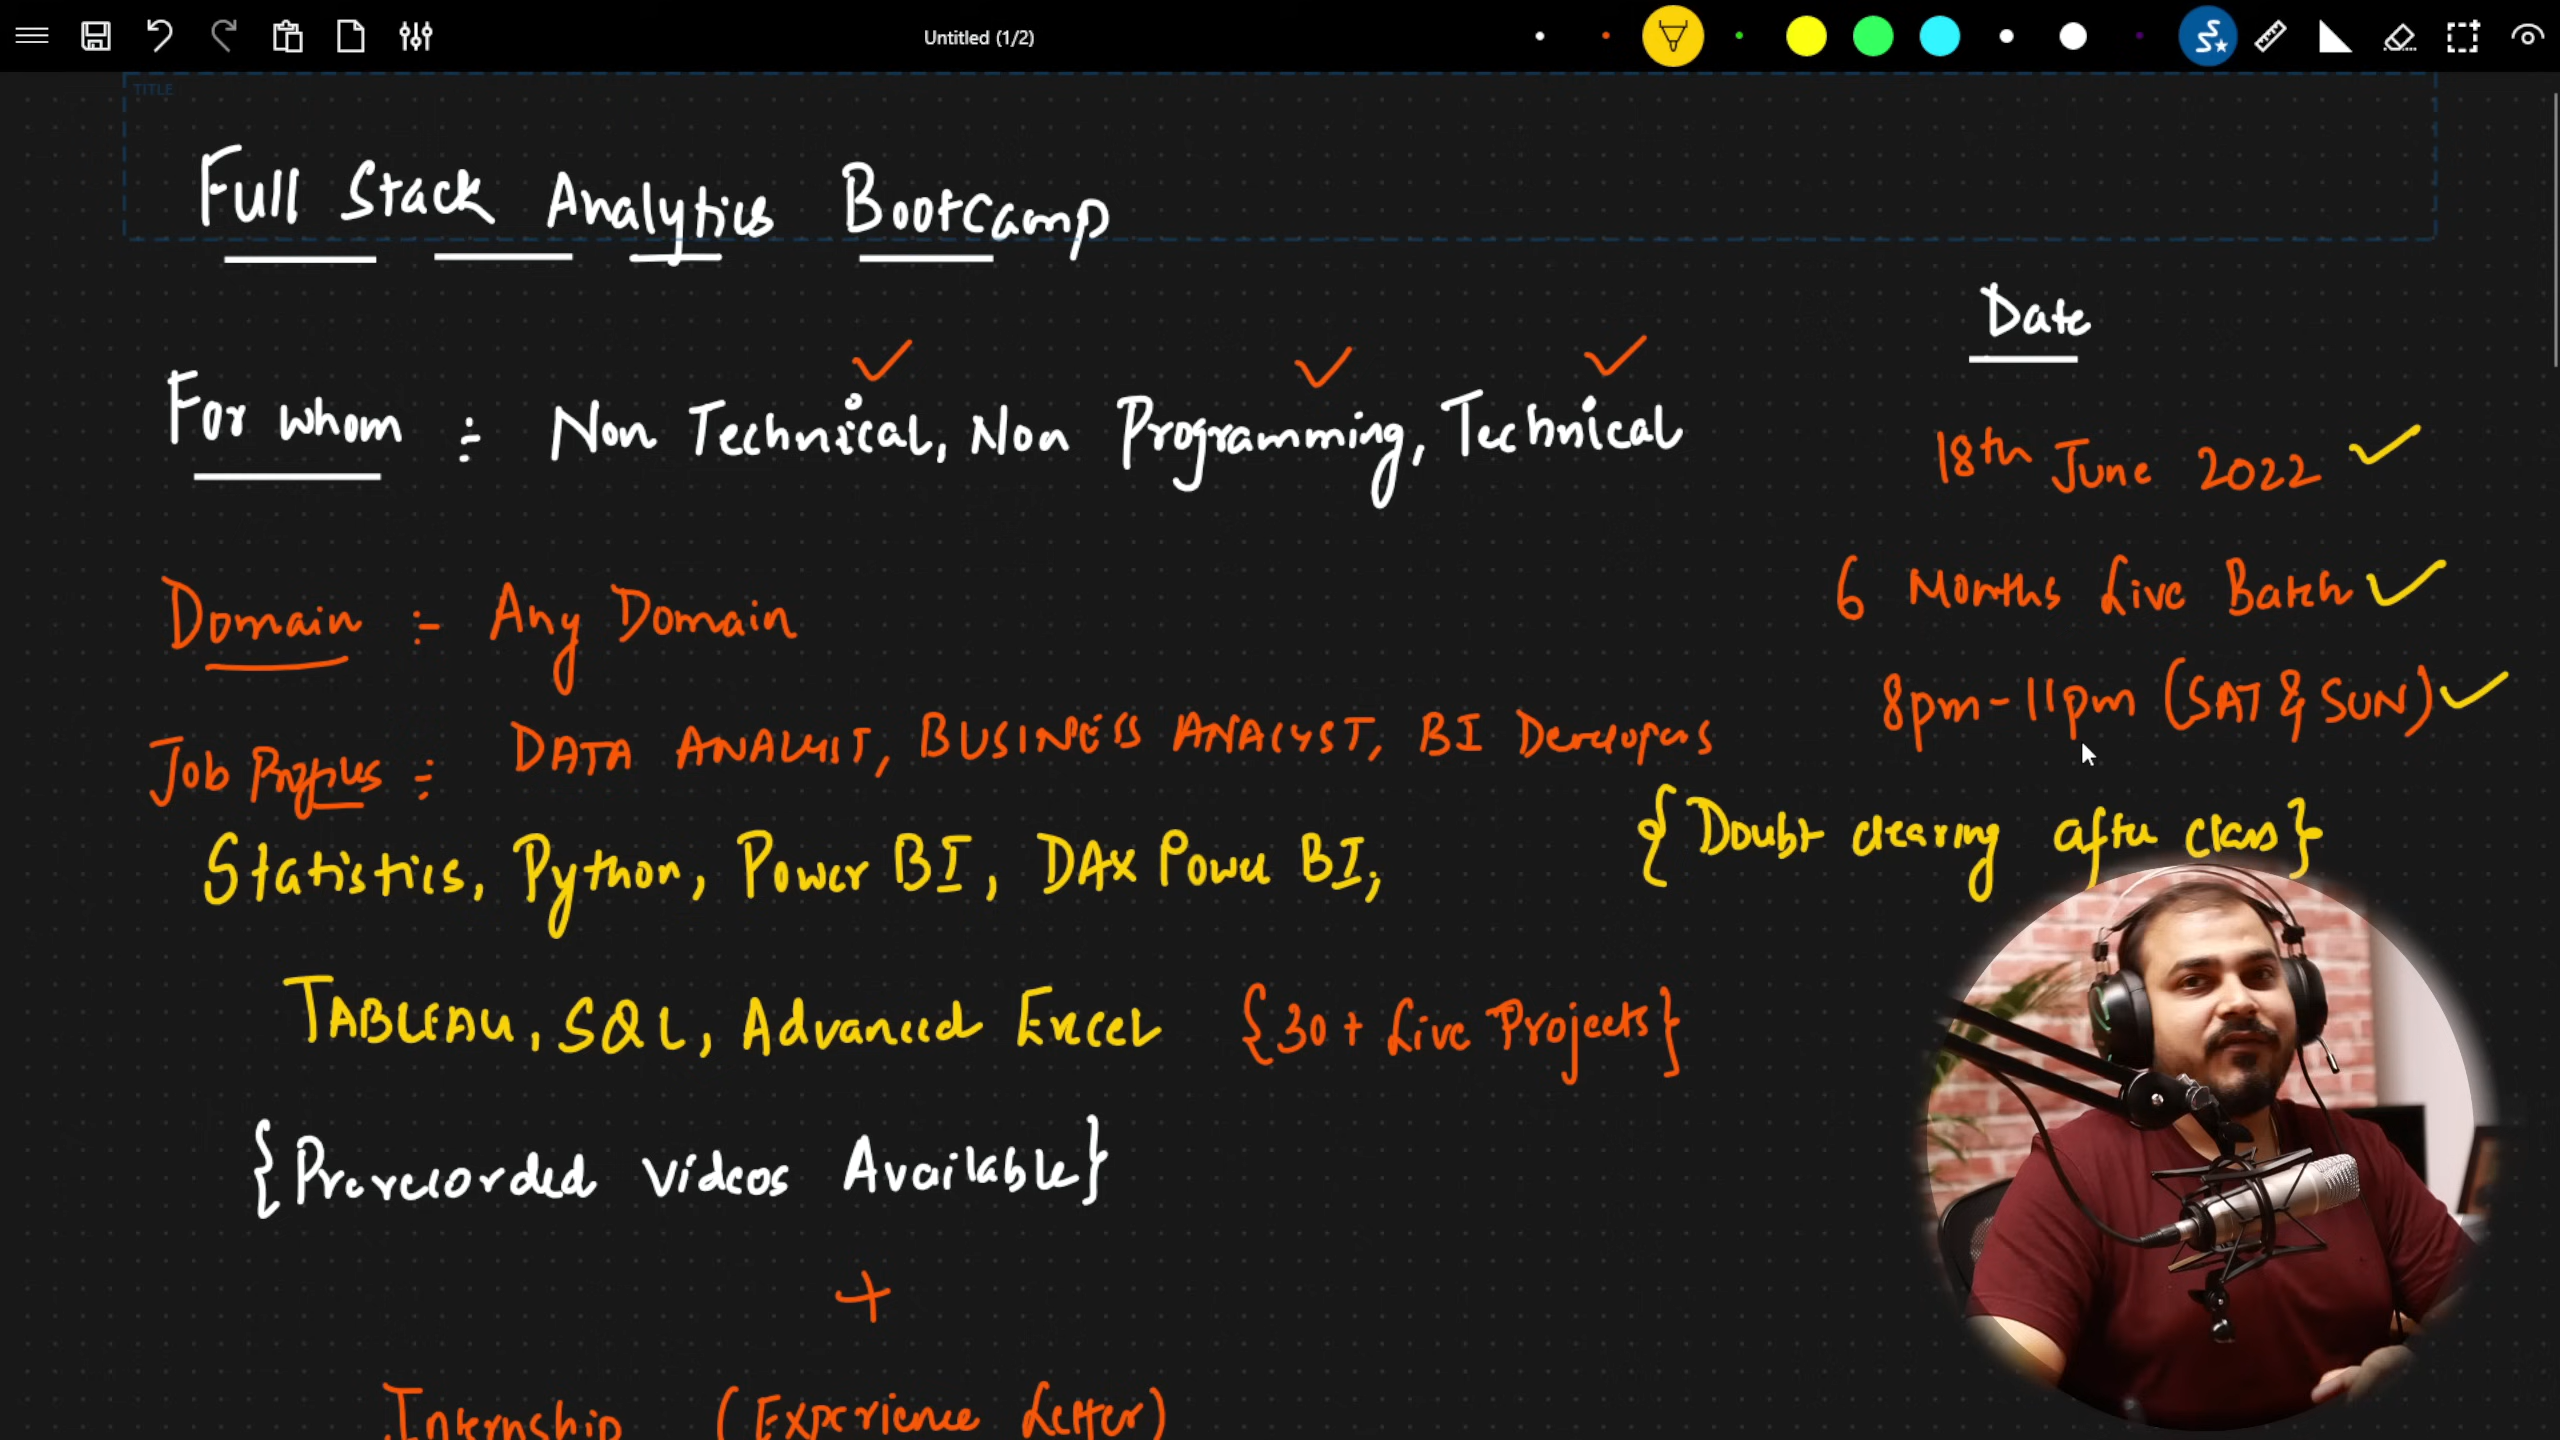 Untitled (1/2)
TITLE
Full Stack Analytics BootCamp
Date
For whom :- Non Technical, Non Programming, Technical
18th June 2022
6 Months Live Batch
Domain :- Any Domain
8pm-11pm (SAT & SUN)
Job Profiles :- DATA ANALYST, BUSINESS ANALYST, BI Developers
{Doubt clearing after class}
Statistics, Python, Power BI, DAX Power BI,
TABLEAU, SQL, Advanced Excel {30+ Live Projects}
{Prerecorded Videos Available}
+
Internship (Experience Letter)